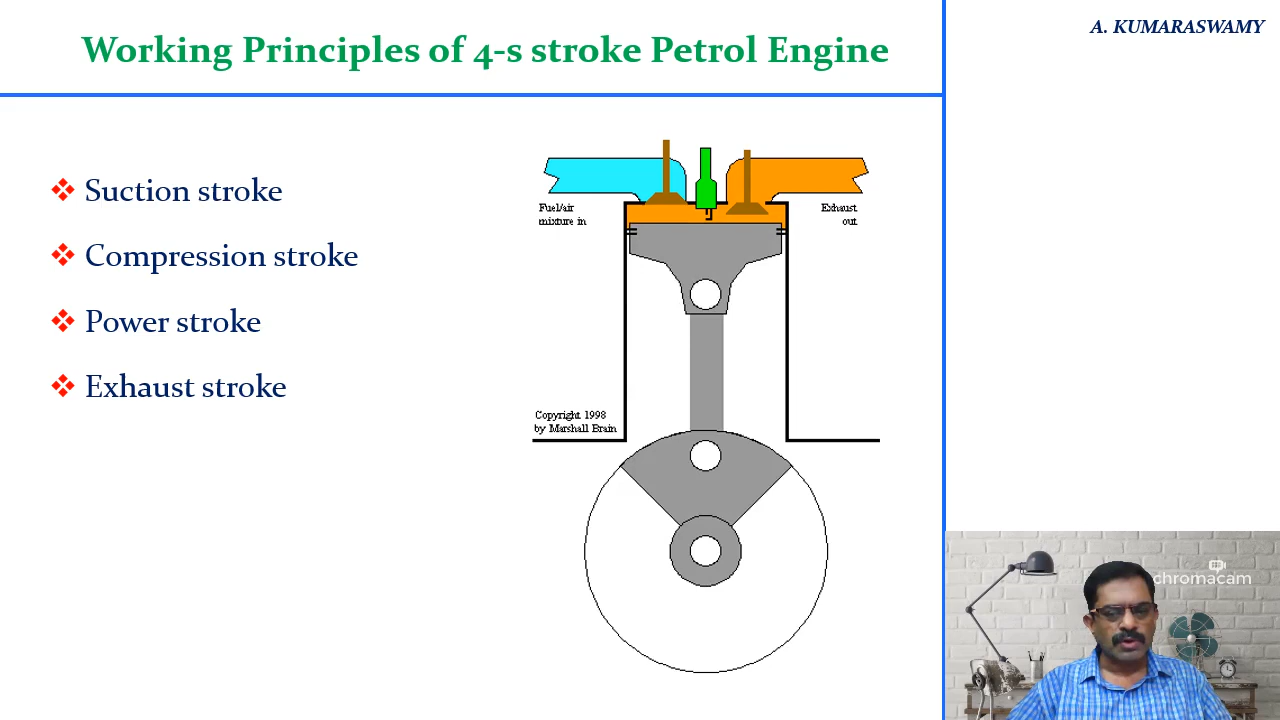 A. KUMARASWAMY
Working Principles of 4-s stroke Petrol Engine
❖ Suction stroke
❖ Compression stroke
❖ Power stroke
❖ Exhaust stroke
Fuel/air
mixture in
Exhaust
out
Copyright 1998
by Marshall Brain
chromacam